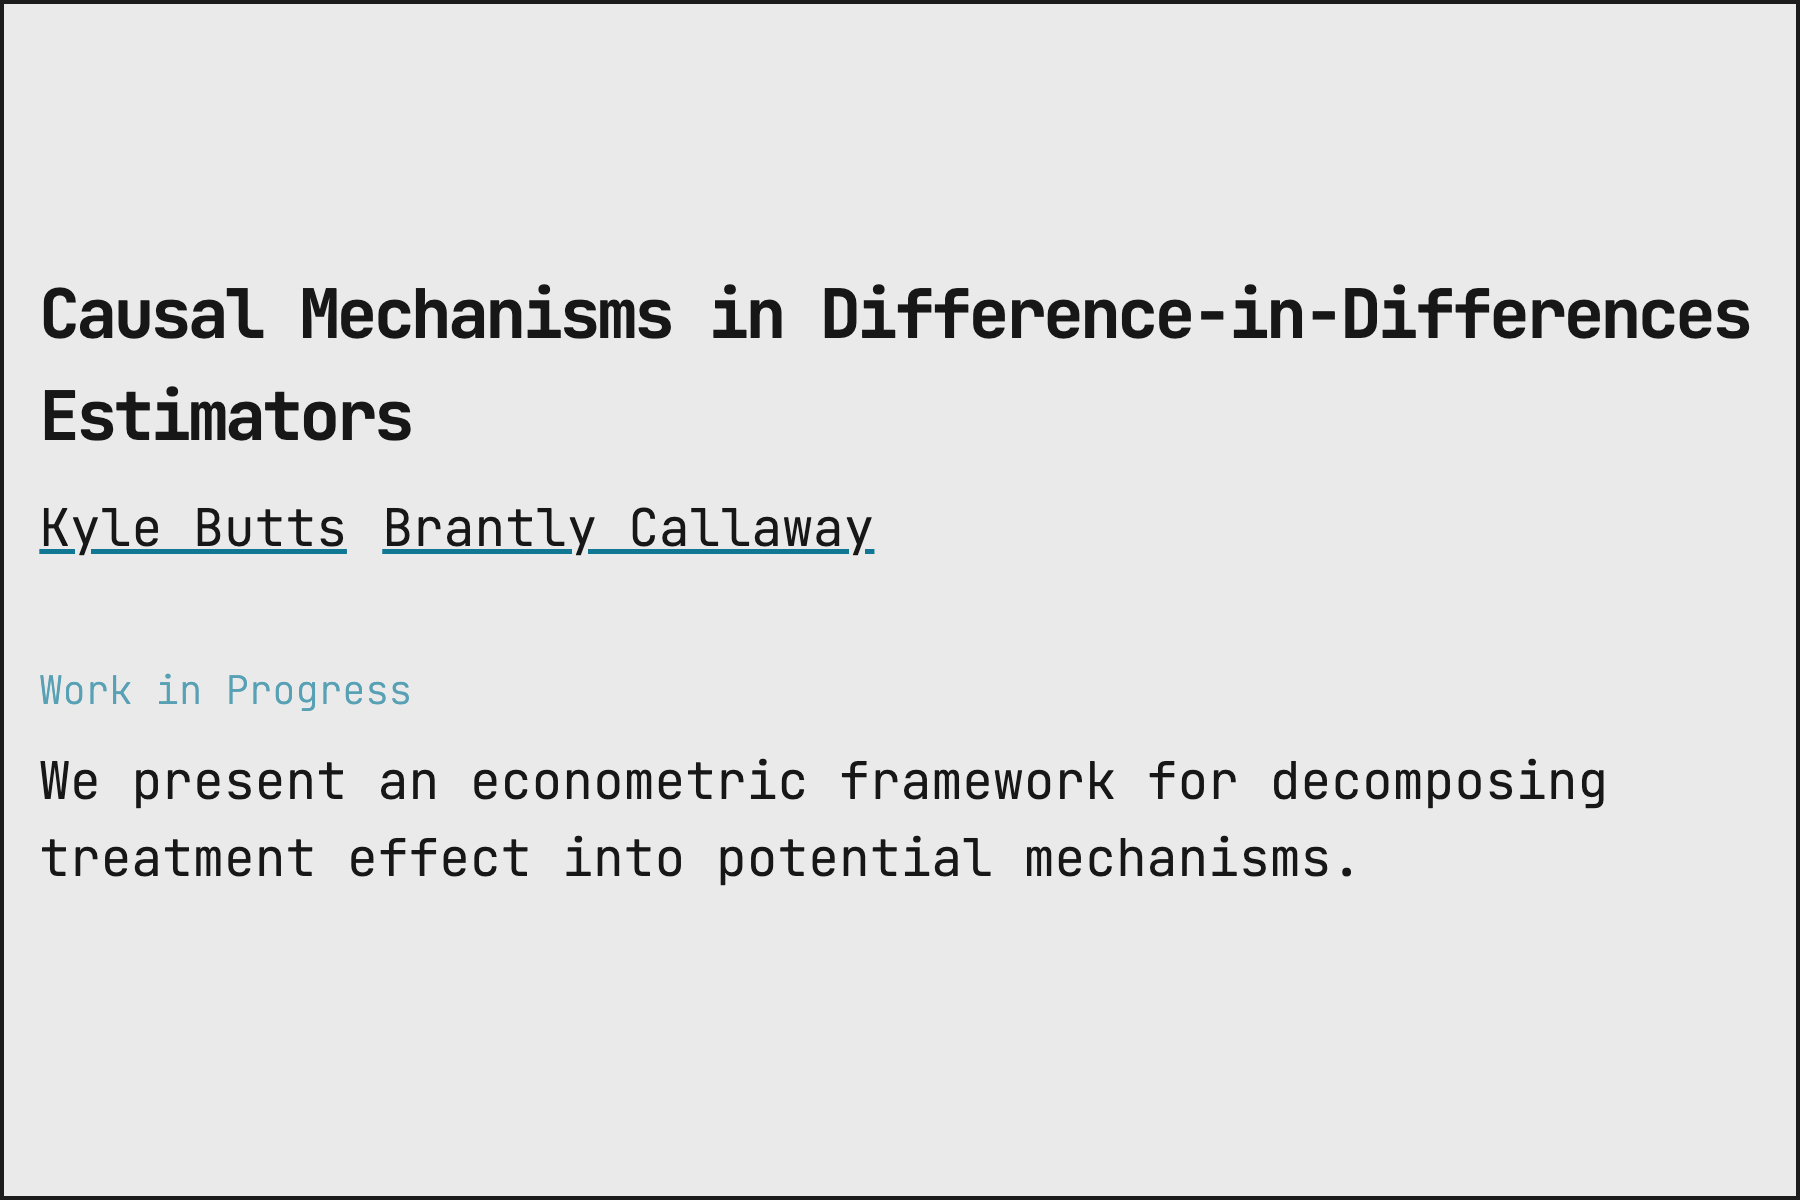 Causal Mechanisms in Difference-in-Differences
Estimators
Kyle Butts Brantly Callaway
Work in Progress
We present an econometric framework for decomposing
treatment effect into potential mechanisms.